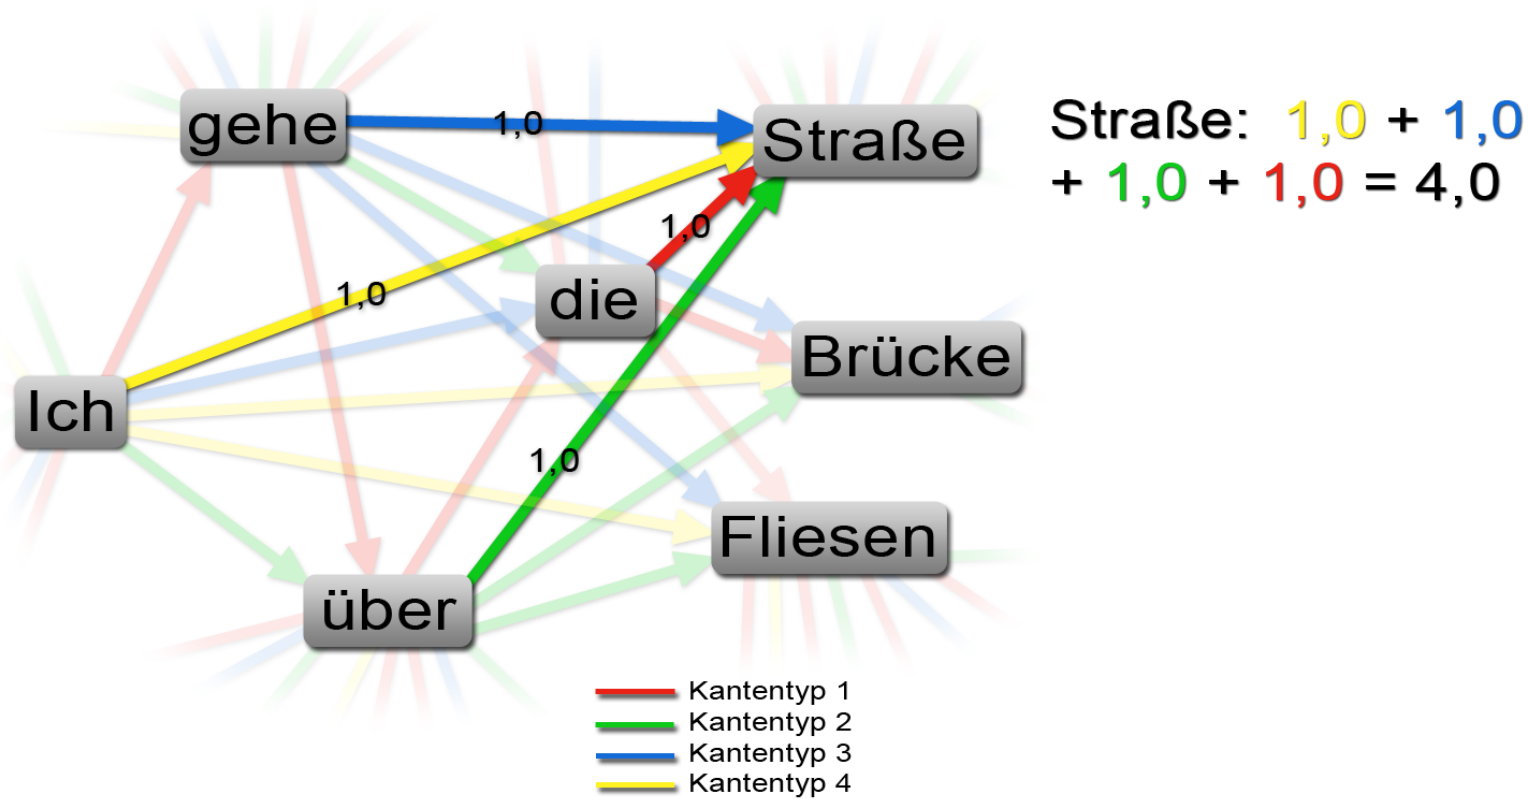 gehe
1,0
Straße
Straße: 1,0 + 1,0
+ 1,0 + 1,0 = 4,0
1,0
die
1,0
Brücke
Ich
1,0
Fliesen
über
Kantentyp 1
Kantentyp 2
Kantentyp 3
Kantentyp 4